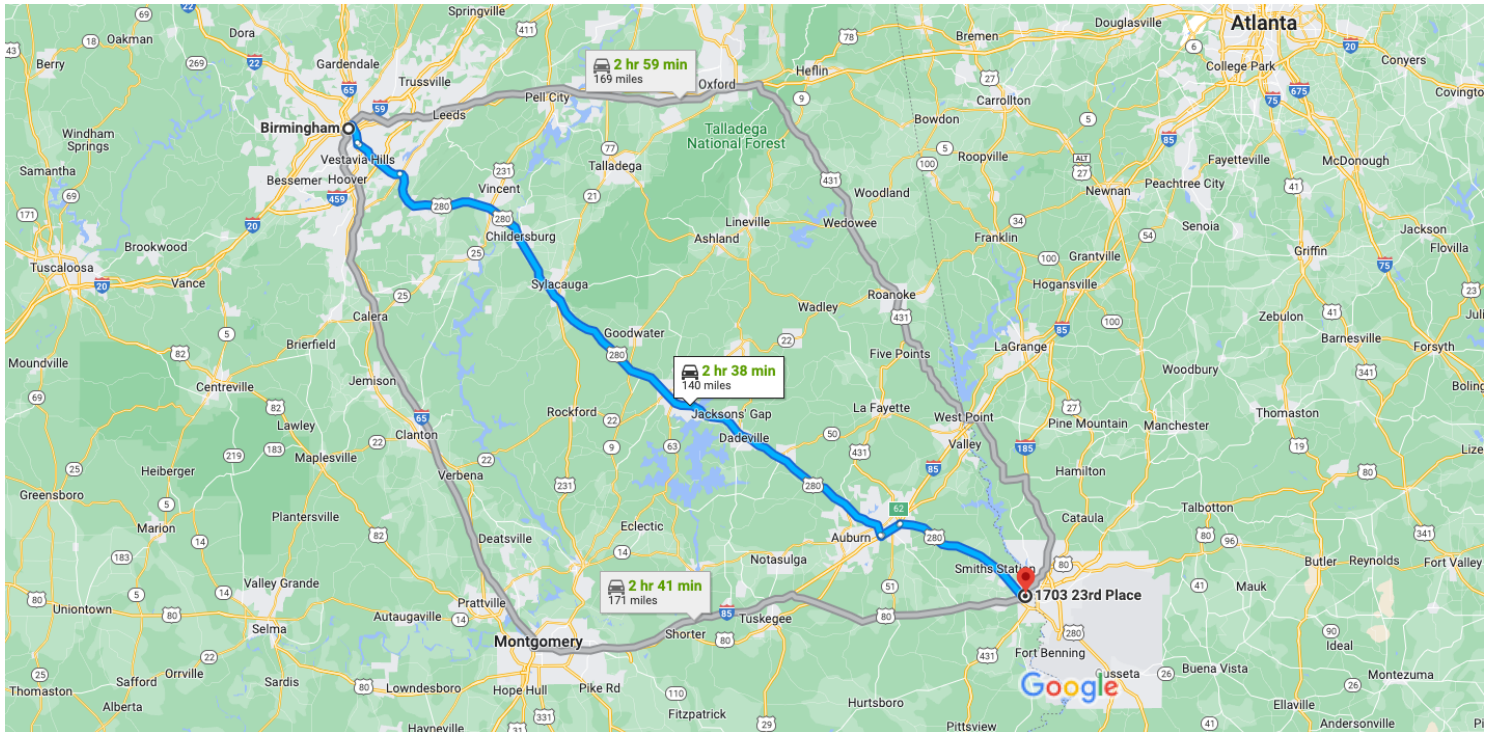 Springville
Oakman
Dora
Douglasville
Atlanta
Bremen
Berry
Gardendale
Trussville
2 hr 59 min
169 miles
Oxford
Heflin
College Park
Conyers
Pell City
Carrollton
Leeds
Windham
Springs
Birmingham
Talladega
National Forest
Bowdon
Vestavia Hills
Roopville
Fayetteville
McDonough
Samantha
Bessemer
Hoover
Talladega
Vincent
Woodland
Newnan
Peachtree City
Lineville
Wedowee
Senoia
Jackson
Brookwood
Childersburg
Ashland
Franklin
Griffin
Flovilla
Tuscaloosa
Vance
Grantville
Sylacauga
Hogansville
Calera
Wadley
Roanoke
Zebulon
Barnesville
Goodwater
Brierfield
LaGrange
Forsyth
Moundville
Five Points
Woodbury
2 hr 38 min
140 miles
Centreville
Jemison
Rockford
Jacksons' Gap
La Fayette
West Point
Thomaston
Lawley
Clanton
Dadeville
Valley
Pine Mountain
Manchester
Maplesville
Heiberger
Verbena
Hamilton
Greensboro
Talbotton
Plantersville
Marion
Eclectic
Cataula
Deatsville
Auburn
Notasulga
Butler
Reynolds
Fort Valley
Smiths Station
Mauk
Valley Grande
2 hr 41 min
171 miles
1703 23rd Place
Uniontown
Prattville
Autaugaville
Tuskegee
Selma
Shorter
Montgomery
Ideal
Fort Benning
Cusseta
Buena Vista
Montezuma
Thomaston
Safford
Orrville
Sardis
Lowndesboro
Hope Hull
Pike Rd
Google
Hurtsboro
Ellaville
Alberta
Fitzpatrick
Hayneville
Pittsview
Andersonville